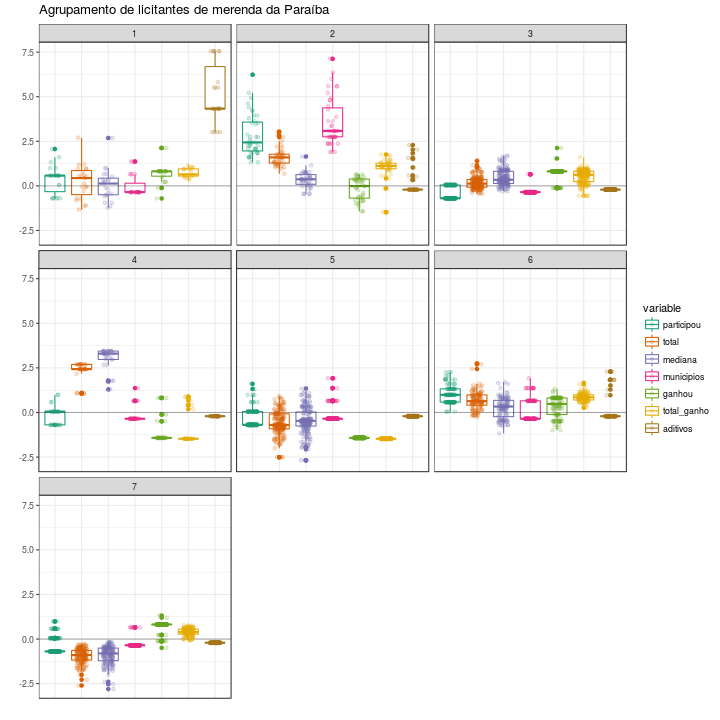 Agrupamento de licitantes de merenda da Paraíba
1
2
3
7.5
5.0
2.5
0.0
-2.5
4
5
6
7.5
5.0
2.5
0.0
-2.5
variable
participou
total
mediana
municipios
ganhou
total_ganho
aditivos
7
7.5
5.0
2.5
0.0
-2.5